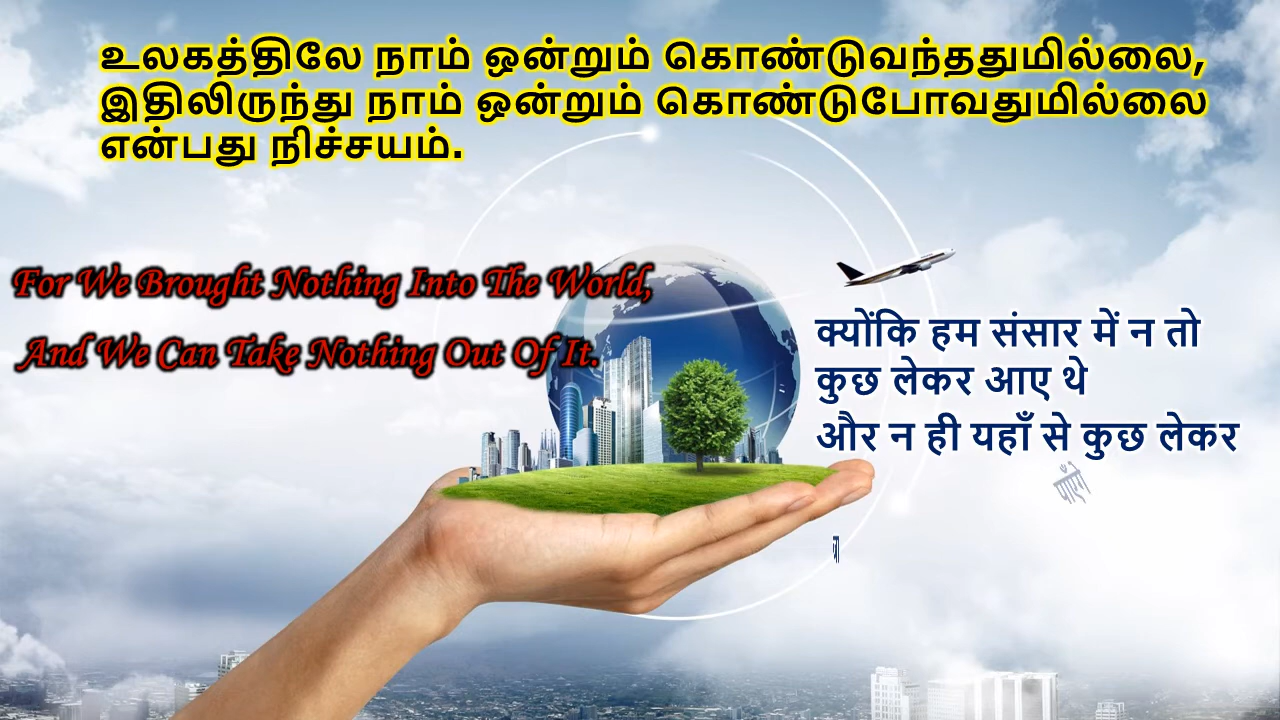 உலகத்திலே நாம் ஒன்றும் கொண்டுவந்ததுமில்லை,
இதிலிருந்து நாம் ஒன்றும் கொண்டுபோவதுமில்லை
என்பது நிச்சயம்.
For We Brought Nothing Into The World,
And We Can Take Nothing Out Of It.
क्योंकि हम संसार में न तो
कुछ लेकर आए थे
और न ही यहाँ से कुछ लेकर
पाएंगे
जा